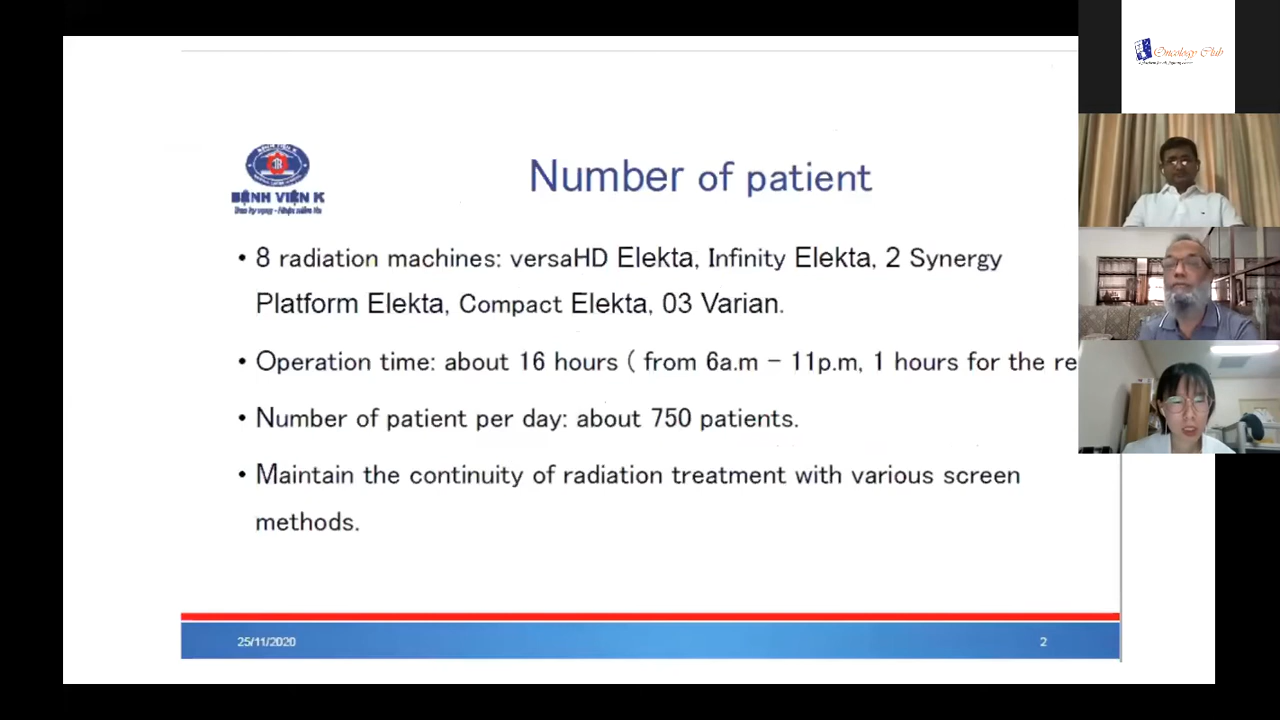 Oncology Club
BỆNH VIỆN K
Number of patient
• 8 radiation machines: versaHD Elekta, Infinity Elekta, 2 Synergy
Platform Elekta, Compact Elekta, 03 Varian.
• Operation time: about 16 hours ( from 6a.m – 11p.m, 1 hours for the re
• Number of patient per day: about 750 patients.
• Maintain the continuity of radiation treatment with various screen
methods.
25/11/2020
2